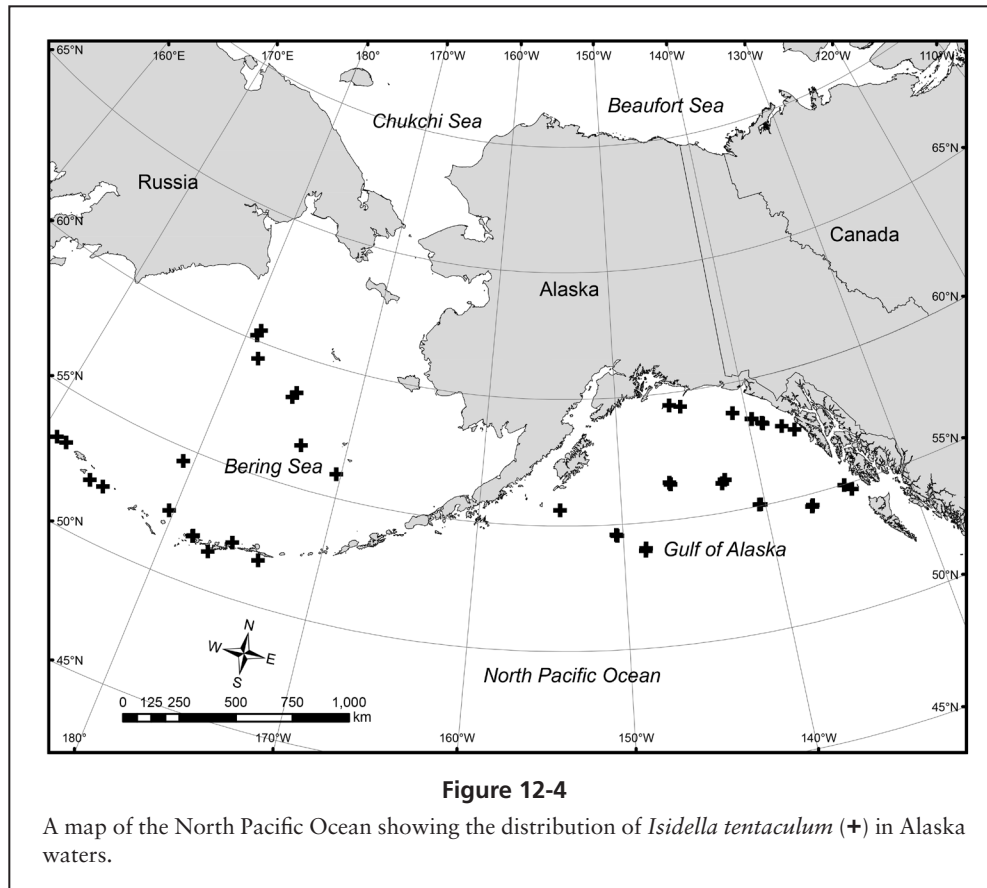 160°E 170°E 180° 160°W 150°W 140°W 130°W 120°W 110°W
65°N
Beaufort Sea
Chukchi Sea
65°N
Russia
60°N
Canada
Alaska
60°N
55°N
55°N
Bering Sea
50°N
Gulf of Alaska
50°N
N
W E
S
45°N
North Pacific Ocean
0 125 250 500 750 1,000
km
45°N
180° 170°W 160°W 150°W 140°W
Figure 12-4
A map of the North Pacific Ocean showing the distribution of Isidella tentaculum (+) in Alaska
waters.